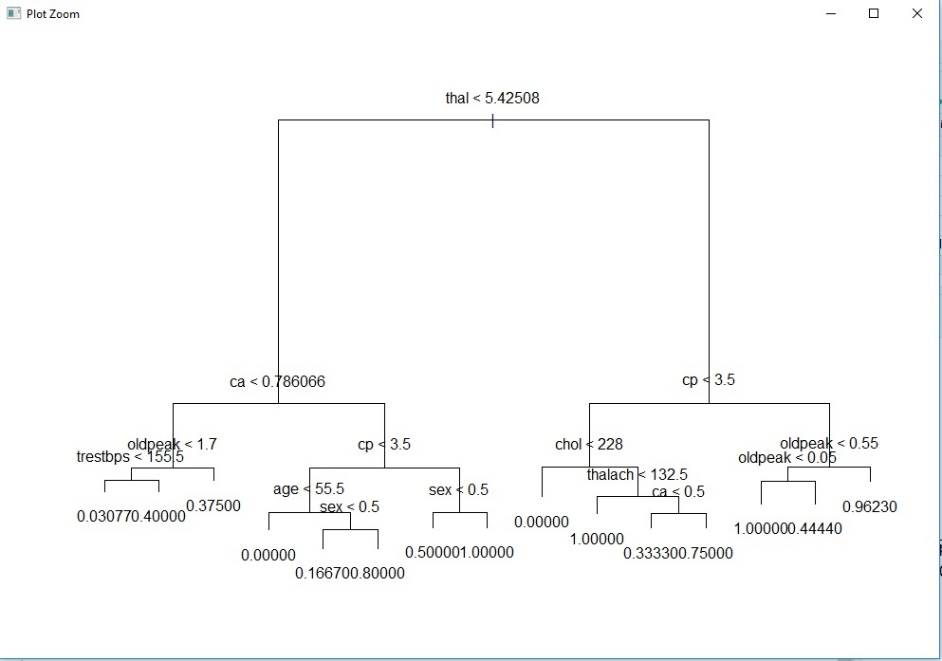 Plot Zoom
thal < 5.42508
ca < 0.786066
cp < 3.5
oldpeak < 1.7
cp < 3.5
chol < 228
oldpeak < 0.55
trestbps < 155.5
oldpeak < 0.05
thalach < 132.5
age < 55.5
sex < 0.5
ca < 0.5
sex < 0.5
0.37500
0.96230
0.030770.40000
0.00000
1.000000.44440
1.00000
0.00000
0.500001.00000
0.333300.75000
0.166700.80000